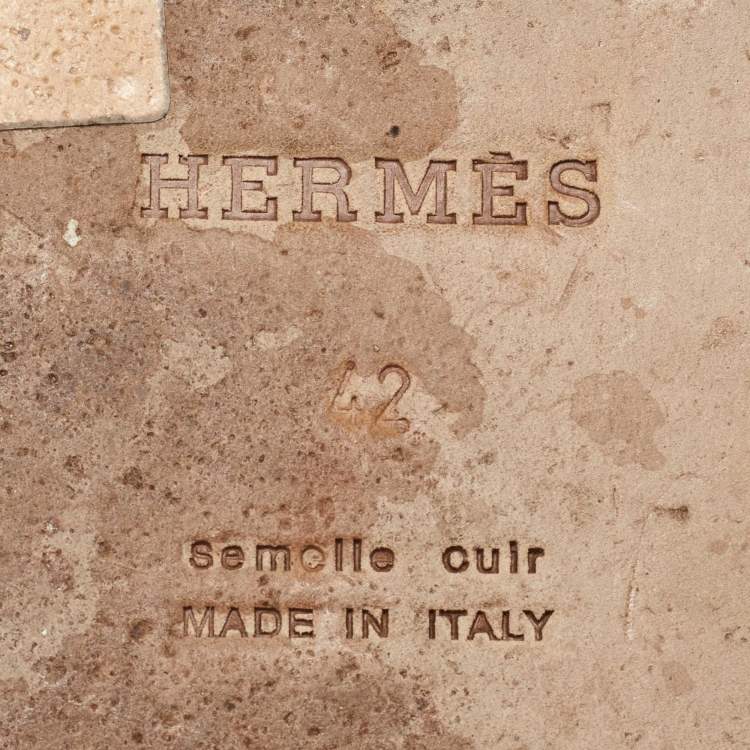 HERMÈS
42
semelle cuir
MADE IN ITALY